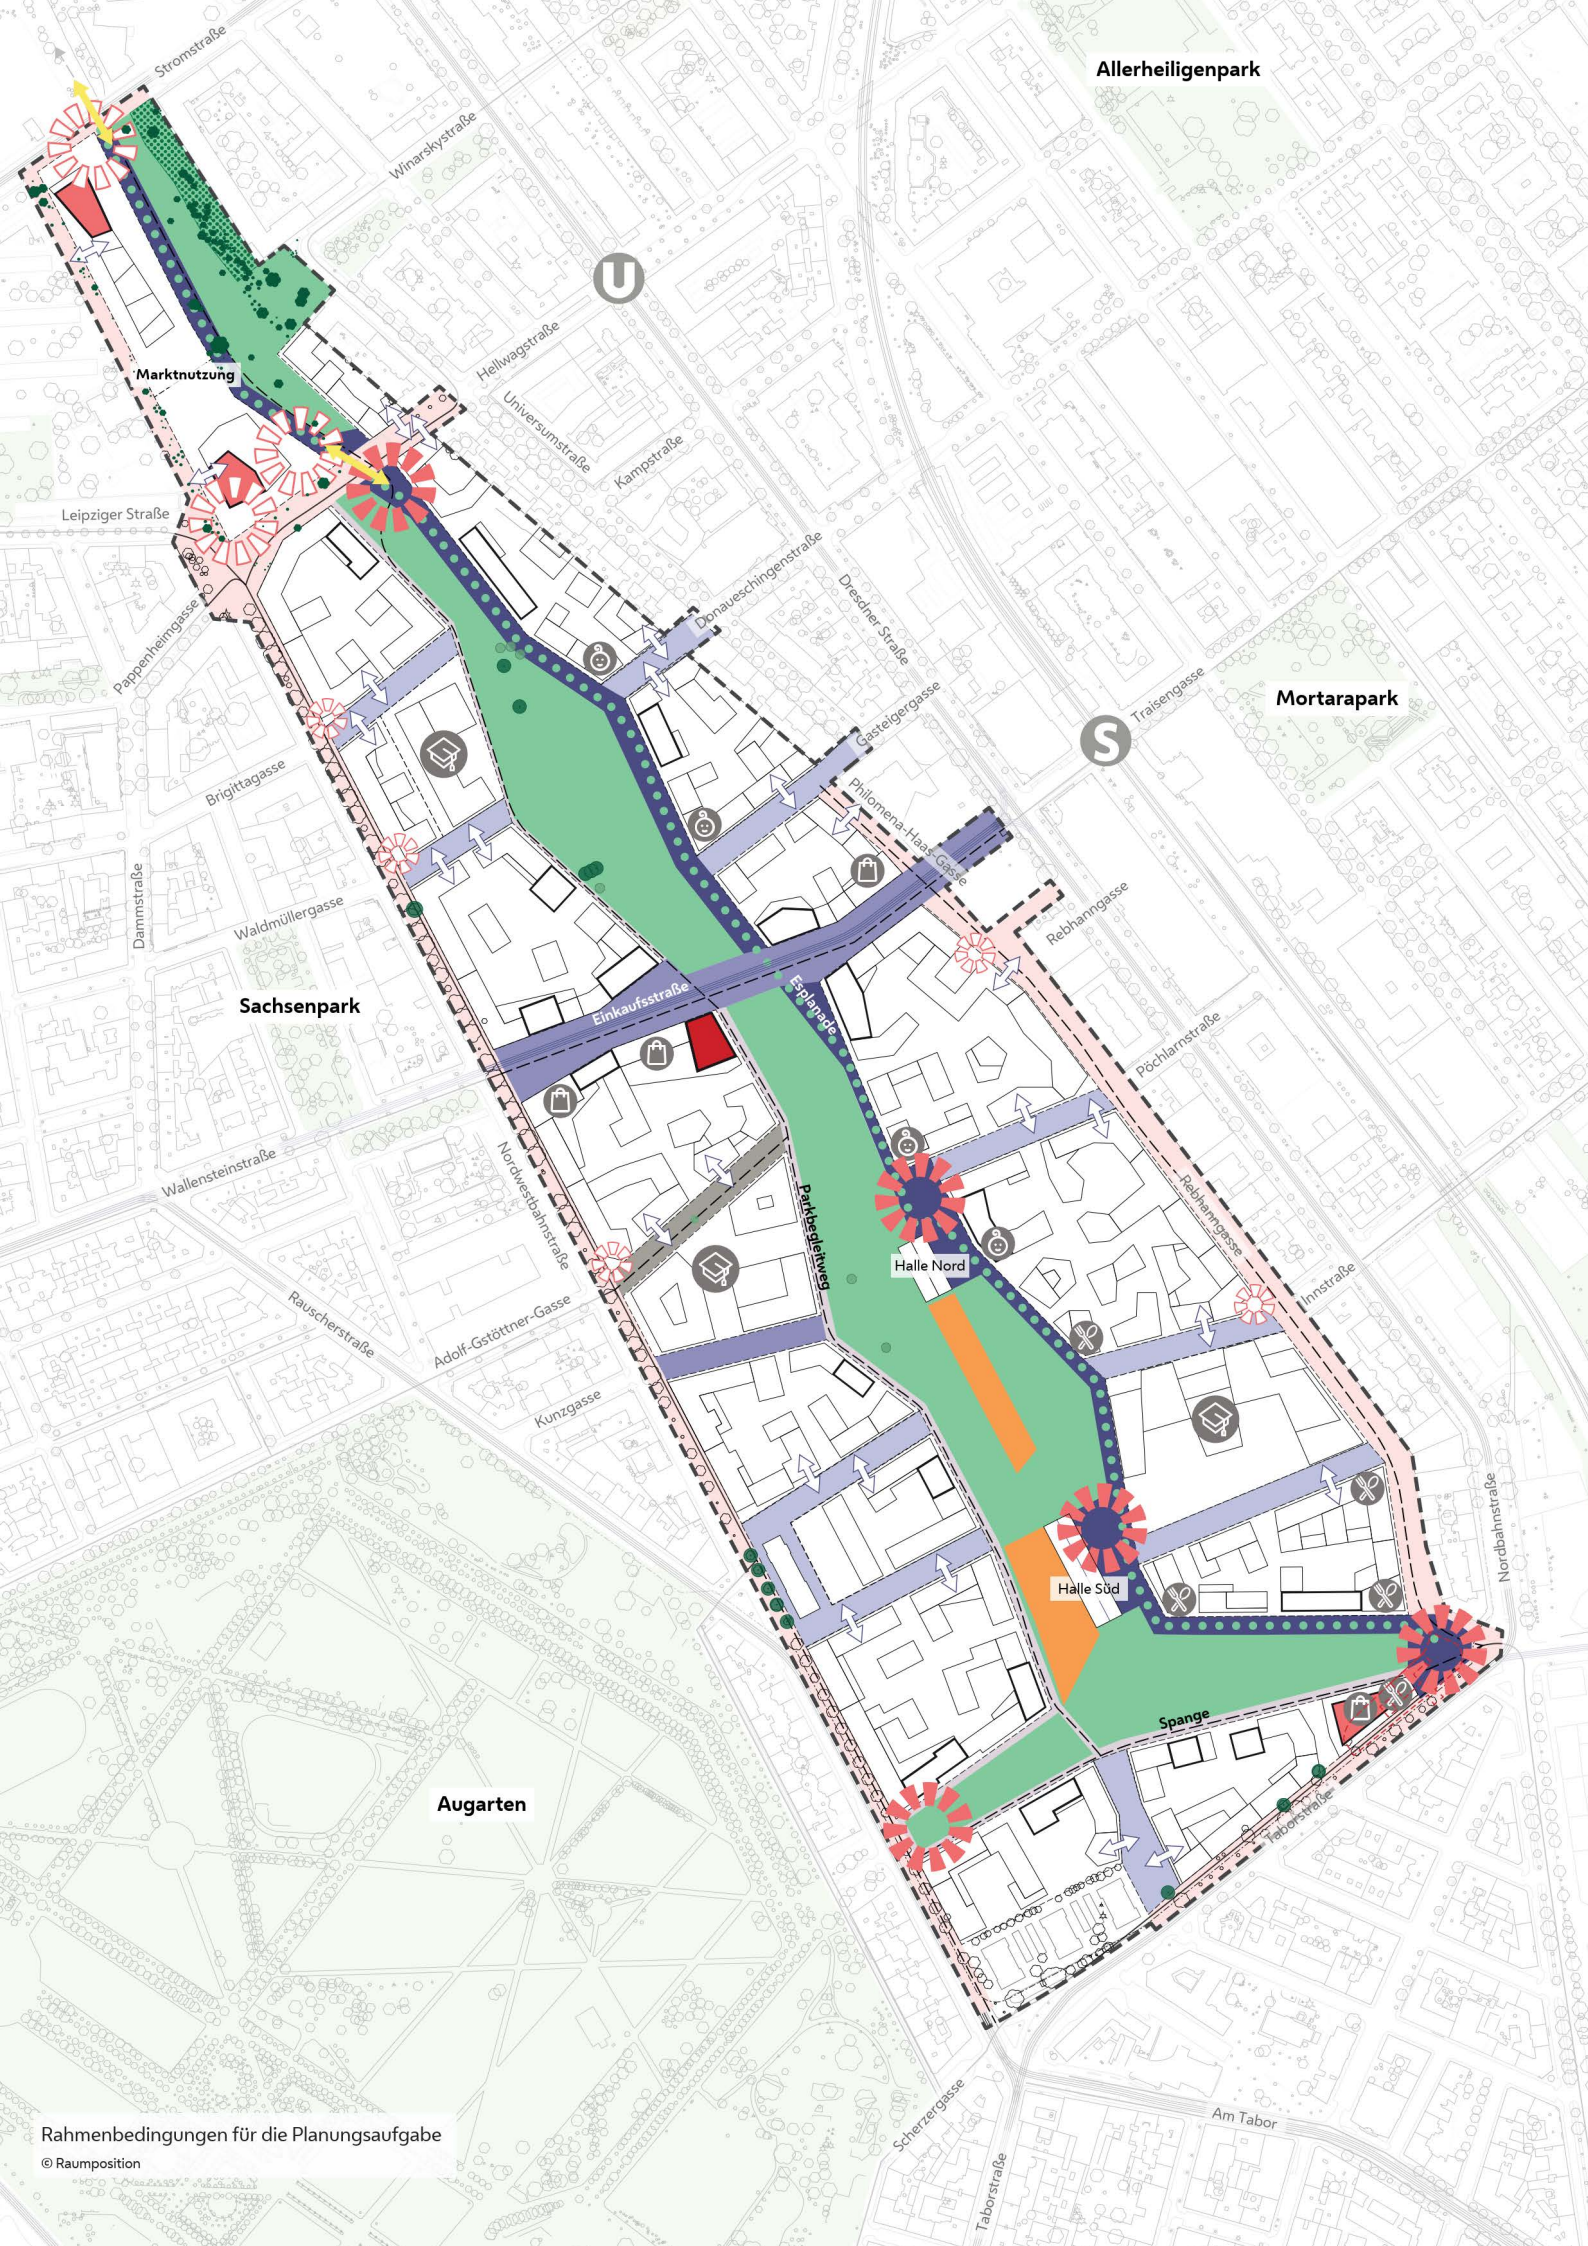 Stromstraße
Allerheiligenpark
Winarskystraße
U
Hellwagstraße
Marktnutzung
Universumstraße
Kampstraße
Leipziger Straße
Donaueschingenstraße
Dresdner Straße
Pappenheimgasse
Gasteigergasse
Traisengasse
Mortarapark
S
Brigittagasse
Philomena-Haas-Gasse
Dammstraße
Waldmüllergasse
Rebhanngasse
Sachsenpark
Einkaufsstraße
Esplanade
Pöchlarnstraße
Wallensteinstraße
Nordwestbahnstraße
Parkbegleitweg
Rebhanngasse
Halle Nord
Innstraße
Rauscherstraße
Adolf-Gstöttner-Gasse
Kunzgasse
Nordbahnstraße
Halle Süd
Spange
Augarten
Taborstraße
Scherzergasse
Am Tabor
Taborstraße
Rahmenbedingungen für die Planungsaufgabe
© Raumposition